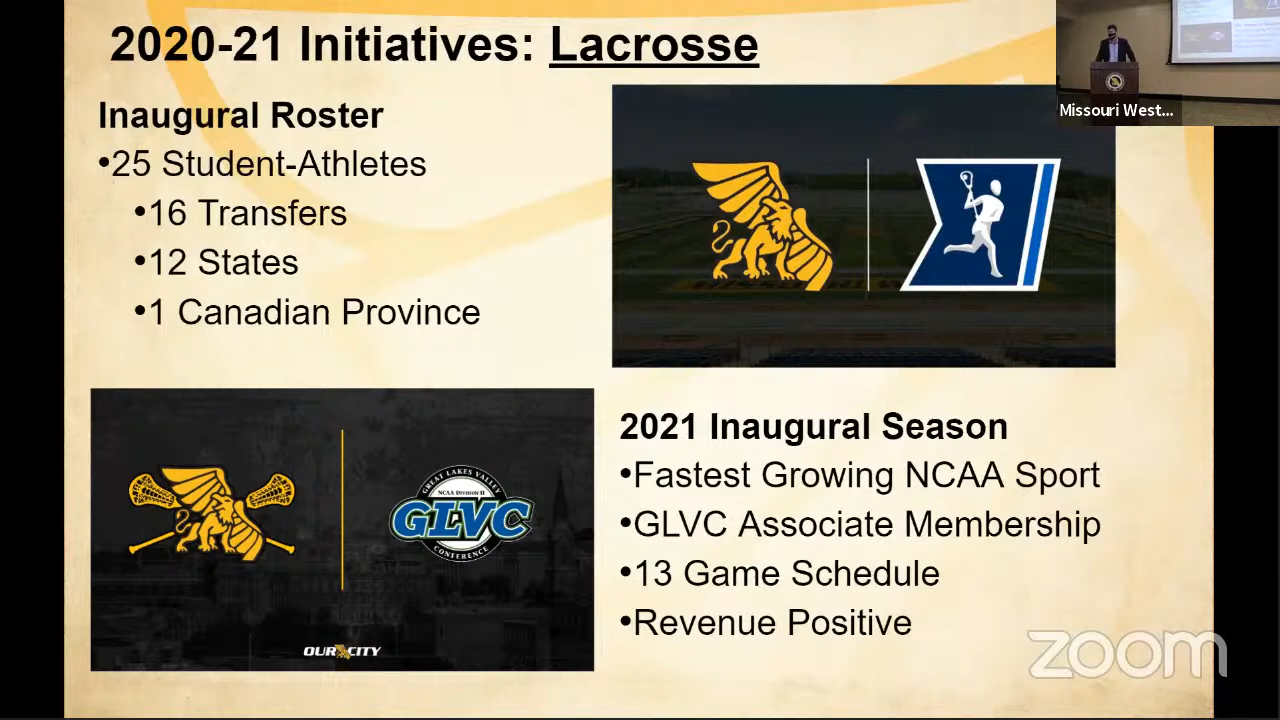 2020-21 Initiatives: Lacrosse
Missouri West...
Inaugural Roster
•25 Student-Athletes
•16 Transfers
•12 States
•1 Canadian Province
GREAT LAKES VALLEY
NCAA DIVISION II
GLVC
CONFERENCE
OUR CITY
2021 Inaugural Season
•Fastest Growing NCAA Sport
•GLVC Associate Membership
•13 Game Schedule
•Revenue Positive
zoom